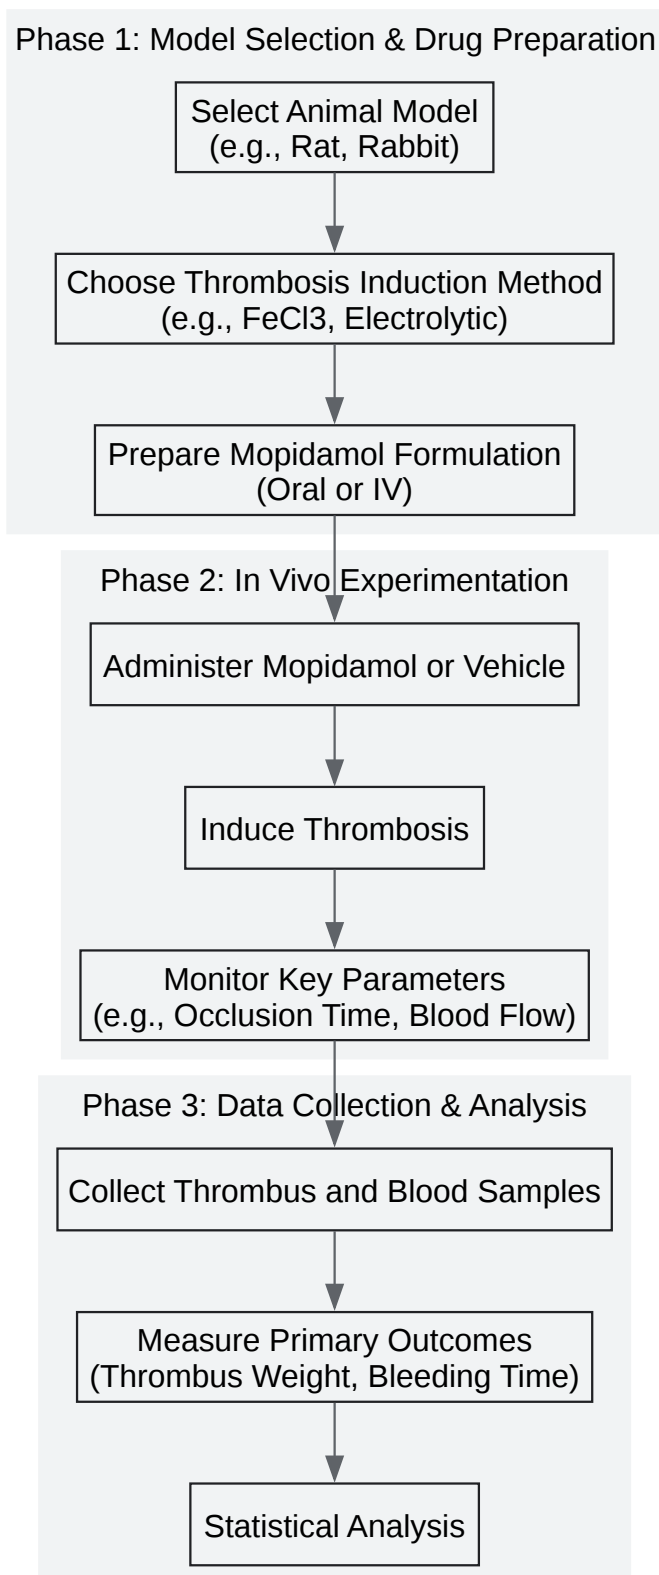 Phase 1: Model Selection & Drug Preparation
Select Animal Model
(e.g., Rat, Rabbit)
Choose Thrombosis Induction Method
(e.g., FeCl3, Electrolytic)
Prepare Mopidamol Formulation
(Oral or IV)
Phase 2: In Vivo Experimentation
Administer Mopidamol or Vehicle
Induce Thrombosis
Monitor Key Parameters
(e.g., Occlusion Time, Blood Flow)
Phase 3: Data Collection & Analysis
Collect Thrombus and Blood Samples
Measure Primary Outcomes
(Thrombus Weight, Bleeding Time)
Statistical Analysis